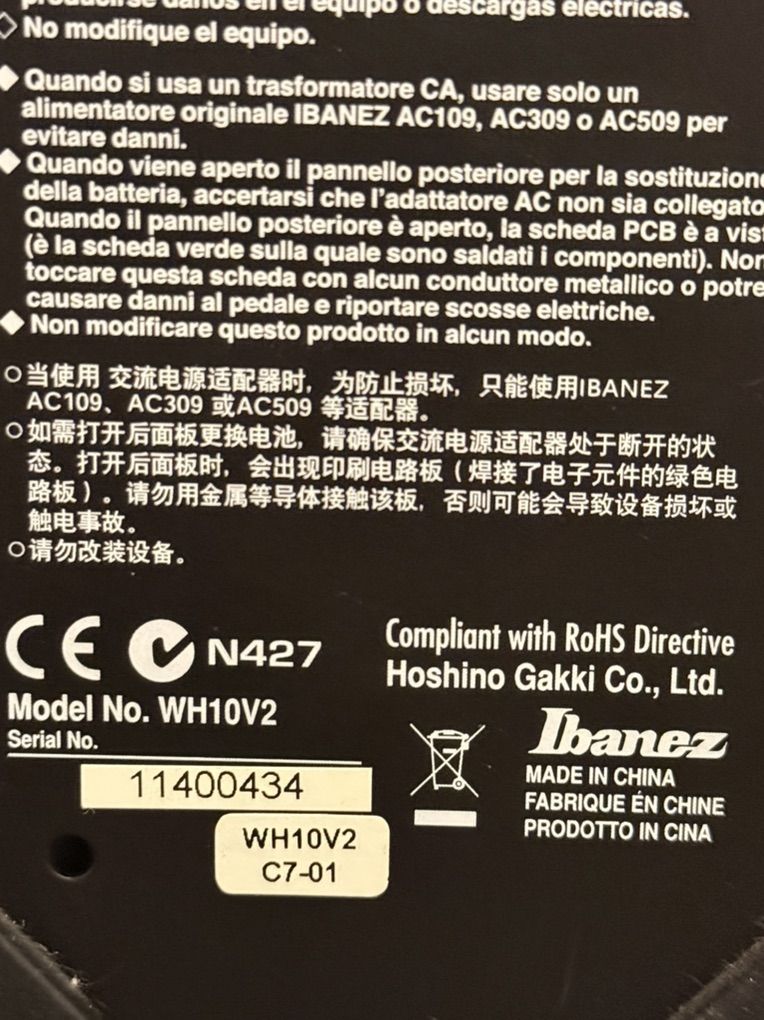 producirse daños en el equipo o descargas eléctricas.
◇ No modifique el equipo.
◆ Quando si usa un trasformatore CA, usare solo un
alimentatore originale IBANEZ AC109, AC309 o AC509 per
evitare danni.
◆ Quando viene aperto il pannello posteriore per la sostituzione
della batteria, accertarsi che l'adattatore AC non sia collegato
Quando il pannello posteriore è aperto, la scheda PCB è a vist
(è la scheda verde sulla quale sono saldati i componenti). Non
toccare questa scheda con alcun conduttore metallico o potre
causare danni al pedale e riportare scosse elettriche.
◆ Non modificare questo prodotto in alcun modo.
○ 当使用 交流电源适配器时，为防止损坏，只能使用IBANEZ
AC109、AC309 或AC509 等适配器。
○ 如需打开后面板更换电池，请确保交流电源适配器处于断开的状
态。打开后面板时，会出现印刷电路板（焊接了电子元件的绿色电
路板）。请勿用金属等导体接触该板，否则可能会导致设备损坏或
触电事故。
○ 请勿改装设备。
CE N427
Compliant with RoHS Directive
Hoshino Gakki Co., Ltd.
Model No. WH10V2
Serial No.
11400434
WH10V2
C7-01
Ibanez
MADE IN CHINA
FABRIQUE ÉN CHINE
PRODOTTO IN CINA